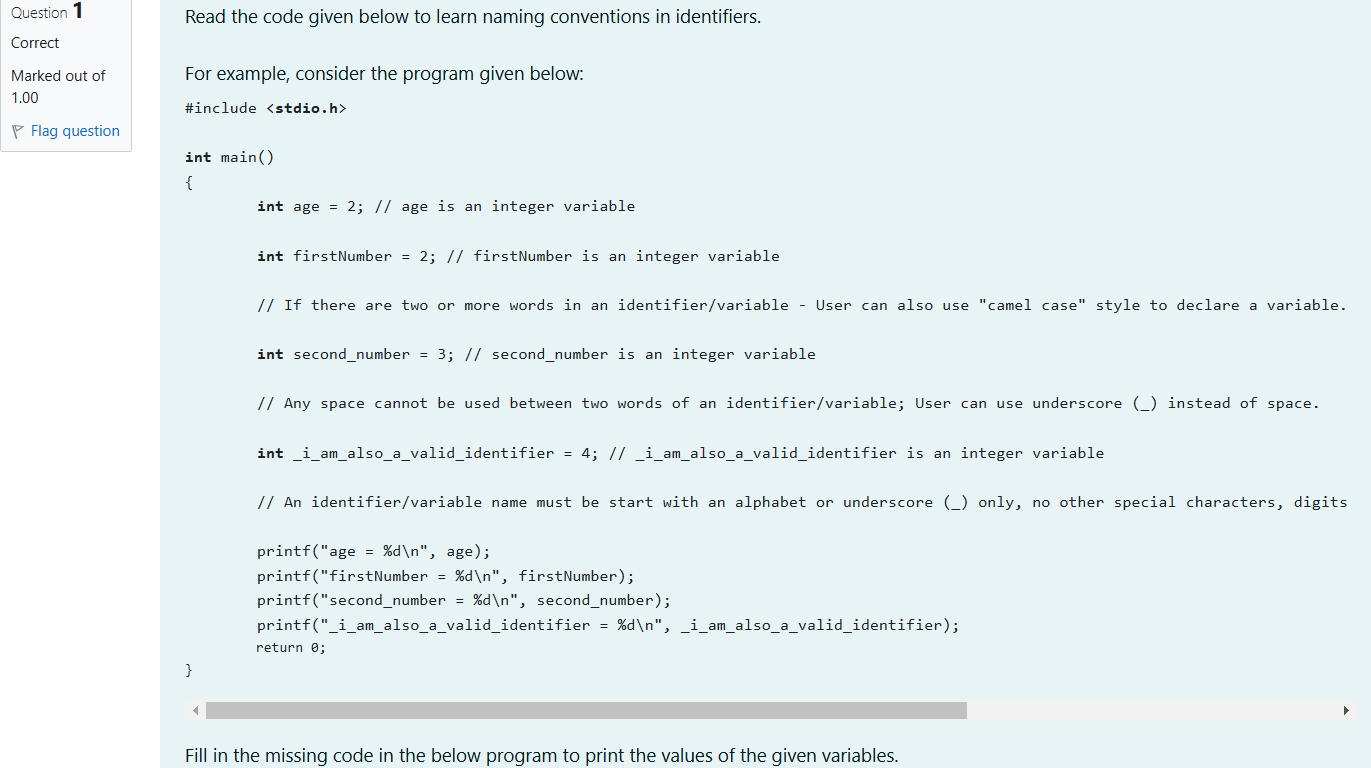 Question 1
Correct
Marked out of
1.00
Flag question
Read the code given below to learn naming conventions in identifiers.
For example, consider the program given below:
#include <stdio.h>
int main()
{
int age = 2; // age is an integer variable
int firstNumber = 2; // firstNumber is an integer variable
// If there are two or more words in an identifier/variable - User can also use "camel case" style to declare a variable.
int second_number = 3; // second_number is an integer variable
// Any space cannot be used between two words of an identifier/variable; User can use underscore (_) instead of space.
int _i_am_also_a_valid_identifier = 4; // _i_am_also_a_valid_identifier is an integer variable
// An identifier/variable name must be start with an alphabet or underscore (_) only, no other special characters, digits
printf("age = %d\n", age);
printf("firstNumber = %d\n", firstNumber);
printf("second_number = %d\n", second_number);
printf("_i_am_also_a_valid_identifier = %d\n", _i_am_also_a_valid_identifier);
return 0;
}
Fill in the missing code in the below program to print the values of the given variables.